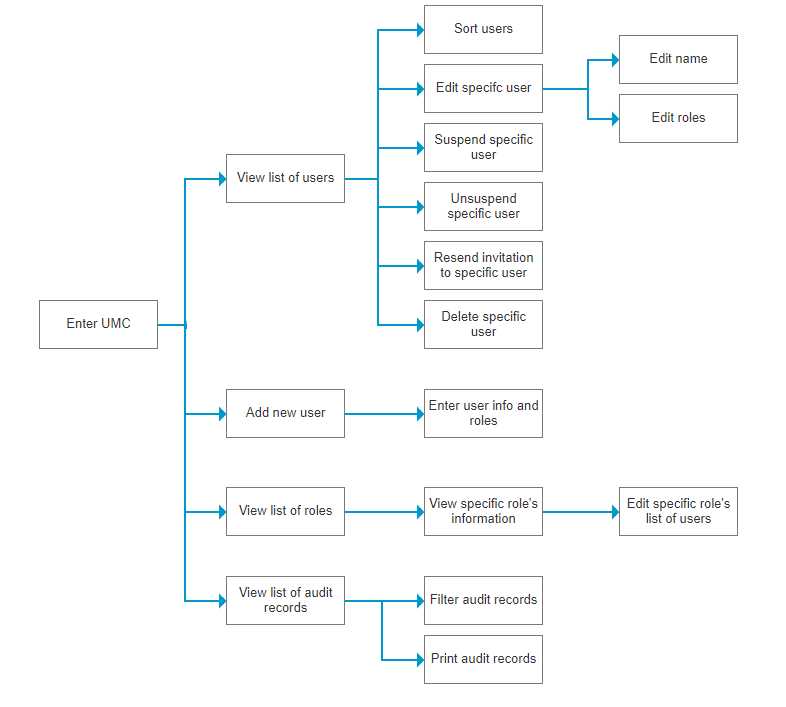 Sort users
Edit specifc user
Edit name
Edit roles
Suspend specific
user
View list of users
Unsuspend
specific user
Resend invitation
to specific user
Enter UMC
Delete specific
user
Add new user
Enter user info and
roles
View list of roles
View specific role's
information
Edit specific role's
list of users
View list of audit
records
Filter audit records
Print audit records